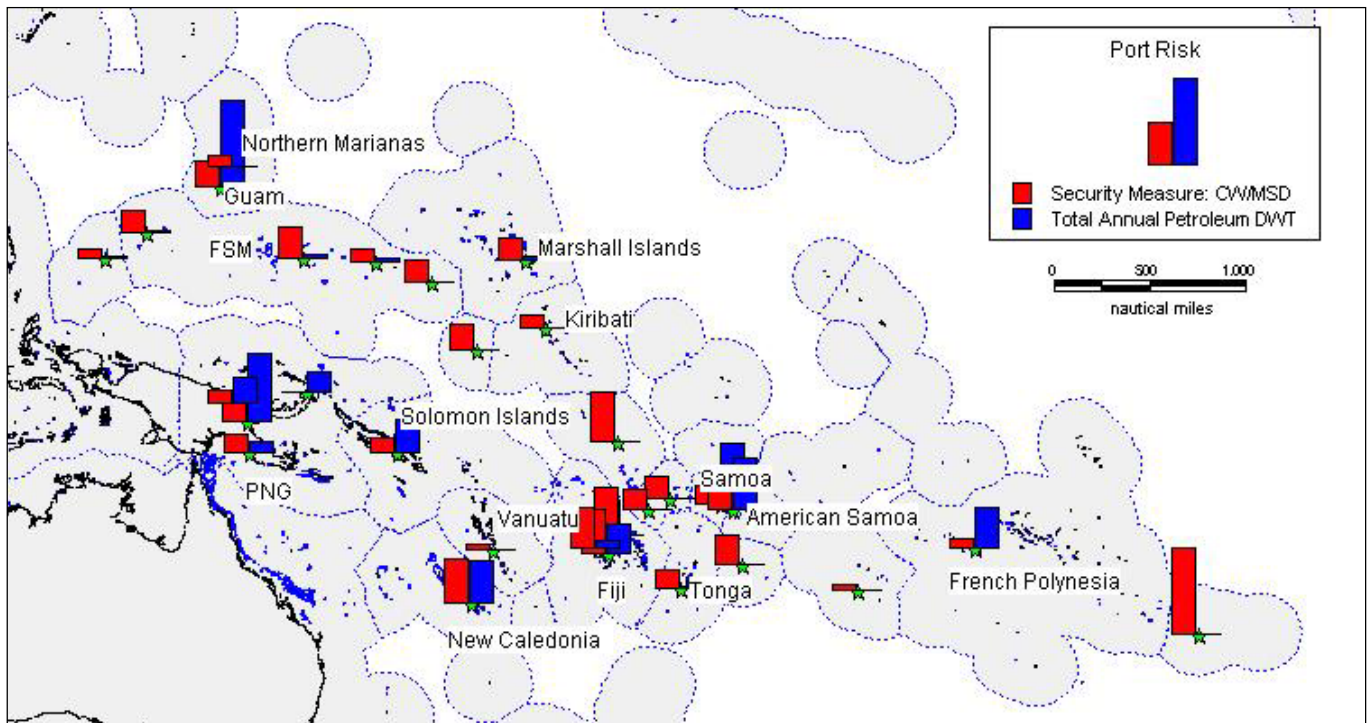 Port Risk
Security Measure: CW/MSD
Total Annual Petroleum DWT
0 500 1,000
nautical miles
Northern Marianas
Guam
FSM
Marshall Islands
Kiribati
Solomon Islands
PNG
Samoa
Vanuatu
American Samoa
Fiji
Tonga
French Polynesia
New Caledonia